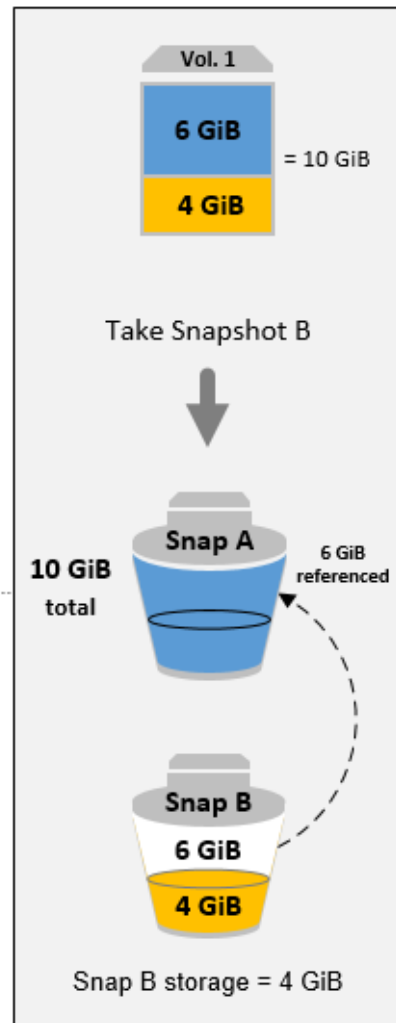 Vol. 1
6 GiB
= 10 GiB
4 GiB
Take Snapshot B
Snap A
6 GiB
referenced
10 GiB
total
Snap B
6 GiB
4 GiB
Snap B storage = 4 GiB